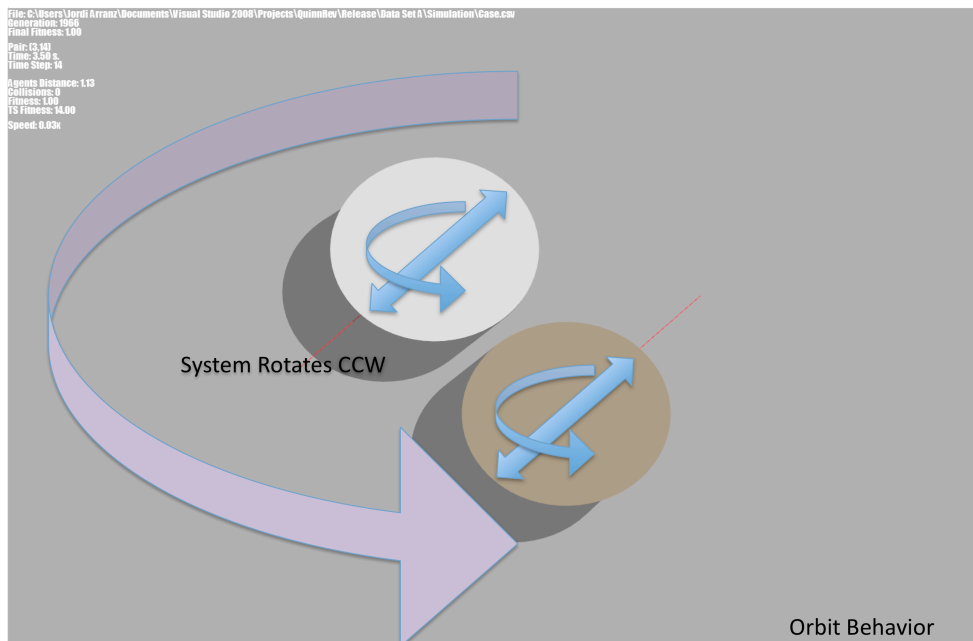 File: C:\Users\Jordi Arranz\Documents\Visual Studio 2008\Projects\QuinnRev\Release\Data Set A\Simulation\Case.csv
Generation: 1966
Final Fitness: 1.00
Pair: (3,14)
Time: 3.50 s.
Time Step: 14
Agents Distance: 1.13
Collisions: 0
Fitness: 1.00
TS Fitness: 14.00
Speed: 0.03x
System Rotates CCW
Orbit Behavior